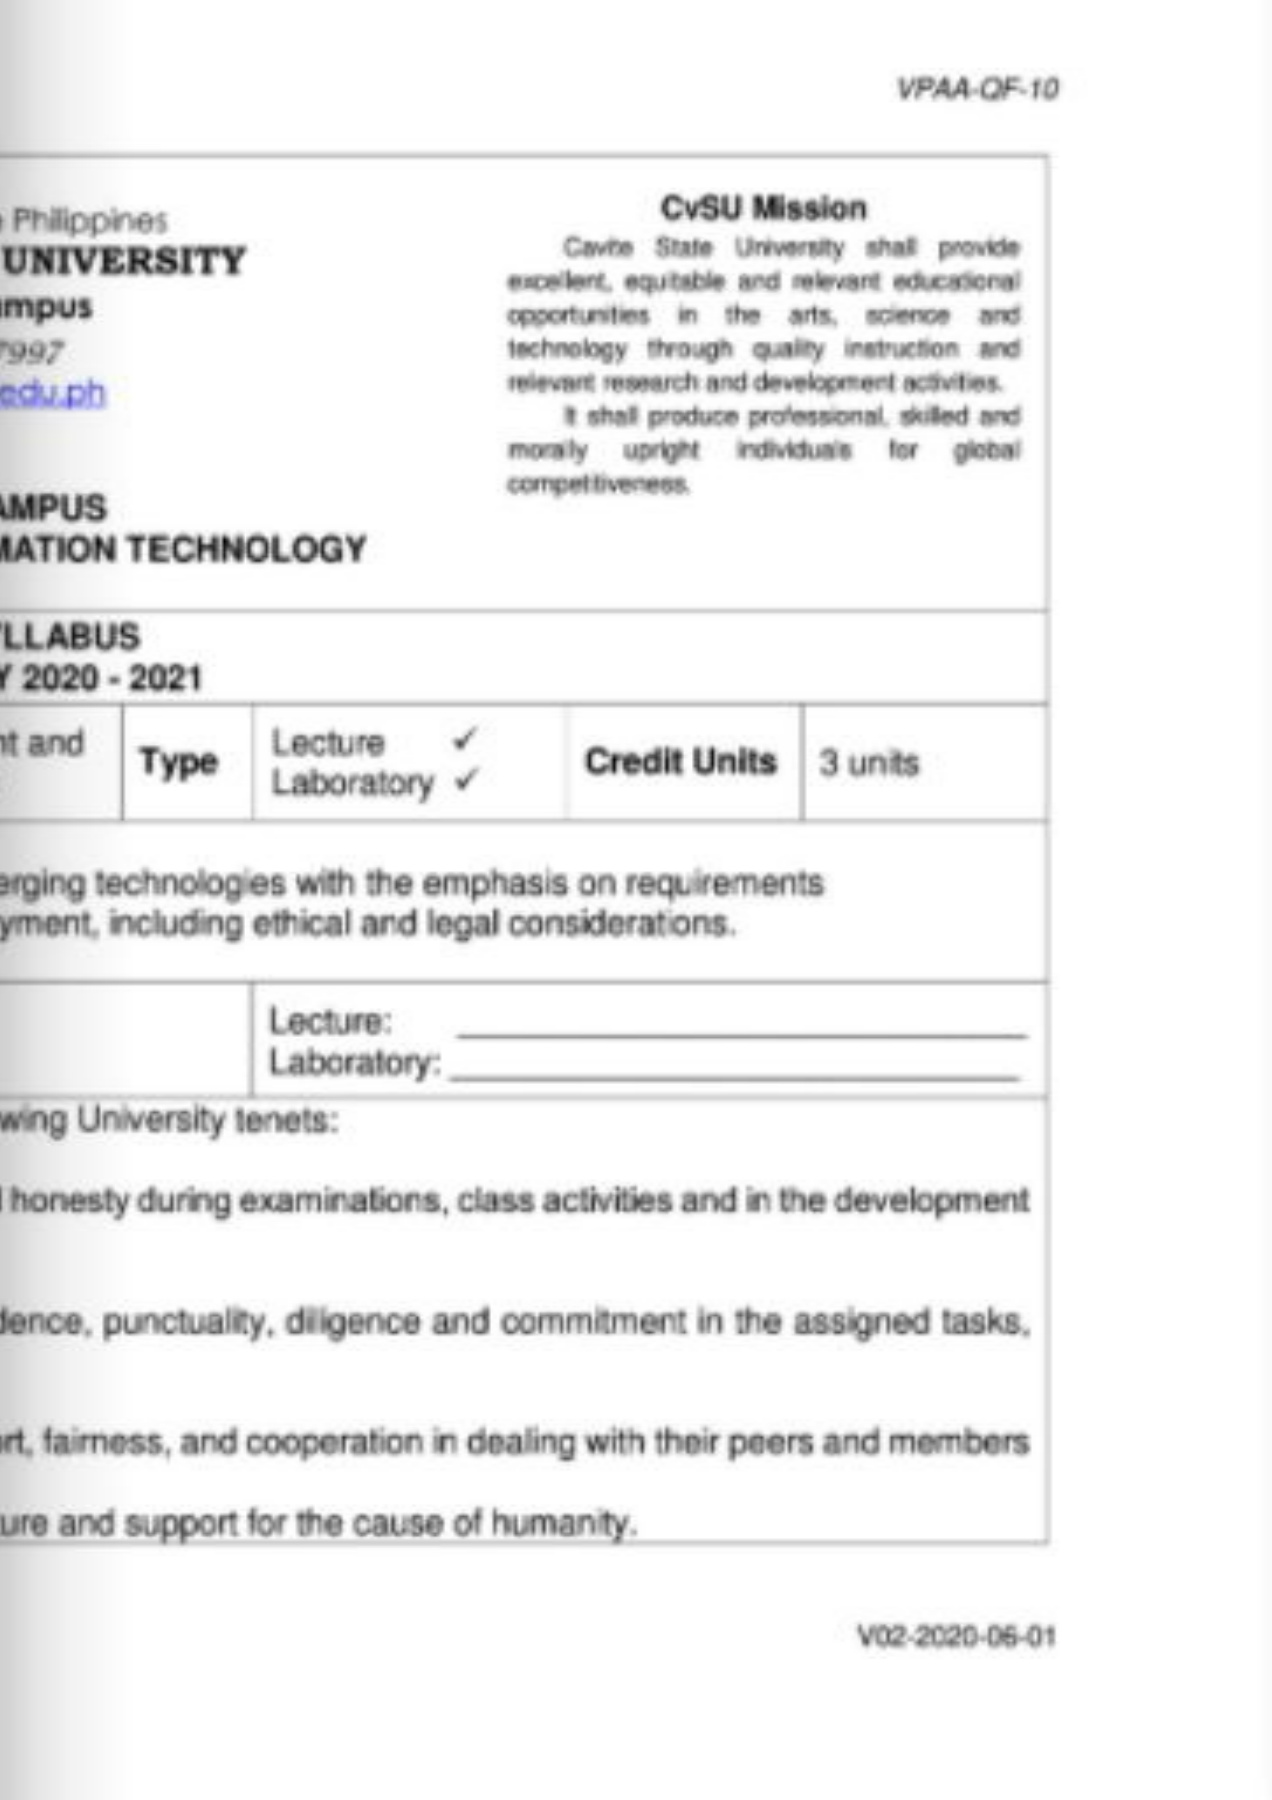 VPAA-QF-10
Philippines
UNIVERSITY
mpus
7997
edu.ph
AMPUS
MATION TECHNOLOGY
CvSU Mission
Cavite State University shall provide
excellent, equitable and relevant educational
opportunities in the arts, science and
technology through quality instruction and
relevant research and development activities.
It shall produce professional, skilled and
morally upright individuals for global
competitiveness.
LLABUS
Y 2020 - 2021
nt and
Type
Lecture ✓
Laboratory ✓
Credit Units
3 units
erging technologies with the emphasis on requirements
yment, including ethical and legal considerations.
Lecture:
Laboratory:
wing University tenets:
honesty during examinations, class activities and in the development
dence, punctuality, diligence and commitment in the assigned tasks,
rt, fairness, and cooperation in dealing with their peers and members
ure and support for the cause of humanity.
V02-2020-06-01